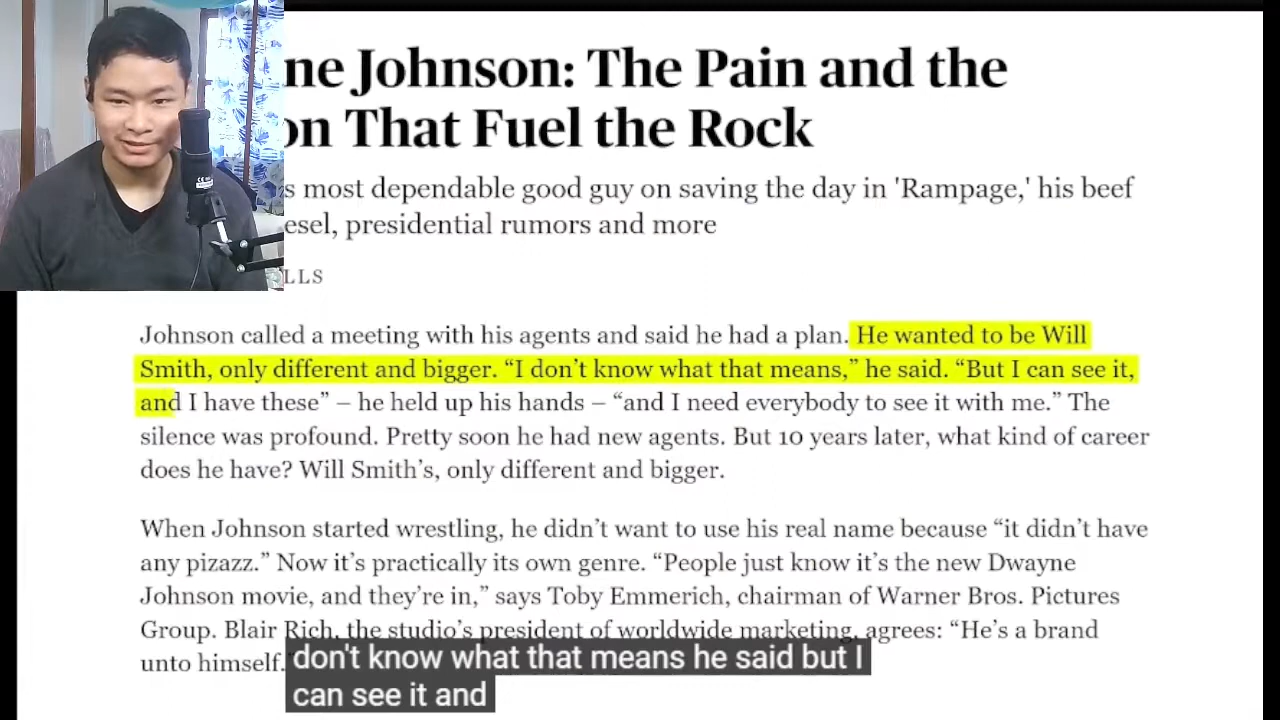 ne Johnson: The Pain and the
on That Fuel the Rock
s most dependable good guy on saving the day in 'Rampage,' his beef
esel, presidential rumors and more
LLS
Johnson called a meeting with his agents and said he had a plan. He wanted to be Will
Smith, only different and bigger. “I don’t know what that means,” he said. “But I can see it,
and I have these” – he held up his hands – “and I need everybody to see it with me.” The
silence was profound. Pretty soon he had new agents. But 10 years later, what kind of career
does he have? Will Smith’s, only different and bigger.
When Johnson started wrestling, he didn’t want to use his real name because “it didn’t have
any pizazz.” Now it’s practically its own genre. “People just know it’s the new Dwayne
Johnson movie, and they’re in,” says Toby Emmerich, chairman of Warner Bros. Pictures
Group. Blair Rich, the studio’s president of worldwide marketing, agrees: “He’s a brand
unto himself.
don't know what that means he said but I
can see it and